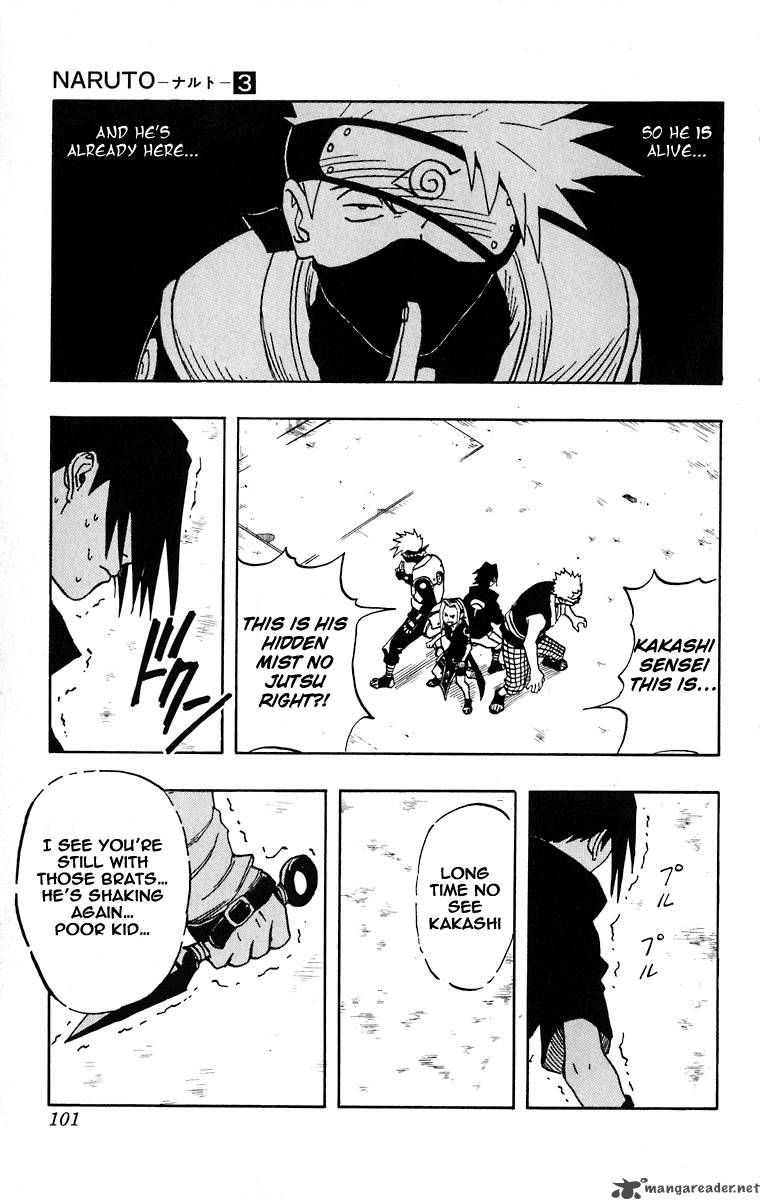 NARUTO —ナルト— 3
SO HE IS
ALIVE...
AND HE'S
ALREADY HERE...
KAKASHI
SENSEI
THIS IS...
THIS IS HIS
HIDDEN
MIST NO
JUTSU
RIGHT?!
ドクン
プル
プル
LONG
TIME NO
SEE
KAKASHI
I SEE YOU'RE
STILL WITH
THOSE BRATS...
HE'S SHAKING
AGAIN...
POOR KID...
101
mangareader.net